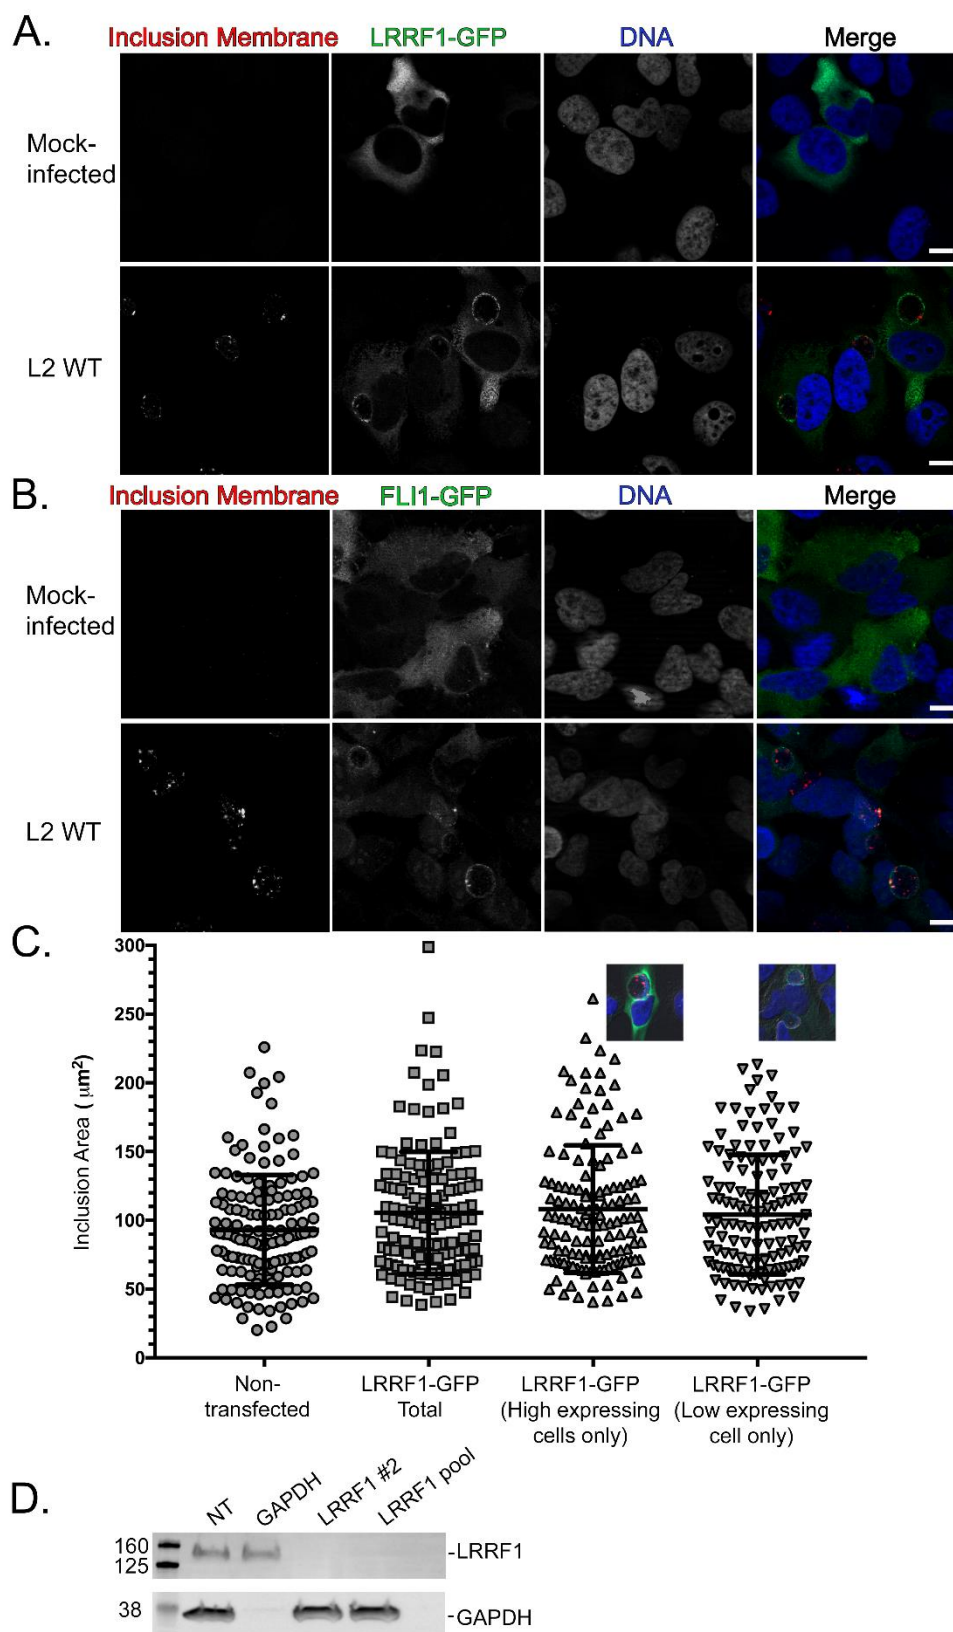 A.
Inclusion Membrane LRRF1-GFP DNA Merge
Mock-
infected
L2 WT
B.
Inclusion Membrane FLI1-GFP DNA Merge
Mock-
infected
L2 WT
C.
300
250
200
150
100
50
0
Inclusion Area ( µm²)
Non-
transfected
LRRF1-GFP
Total
LRRF1-GFP
(High expressing
cells only)
LRRF1-GFP
(Low expressing
cell only)
D.
NT GAPDH LRRF1 #2 LRRF1 pool
160
125
-LRRF1
38
-GAPDH